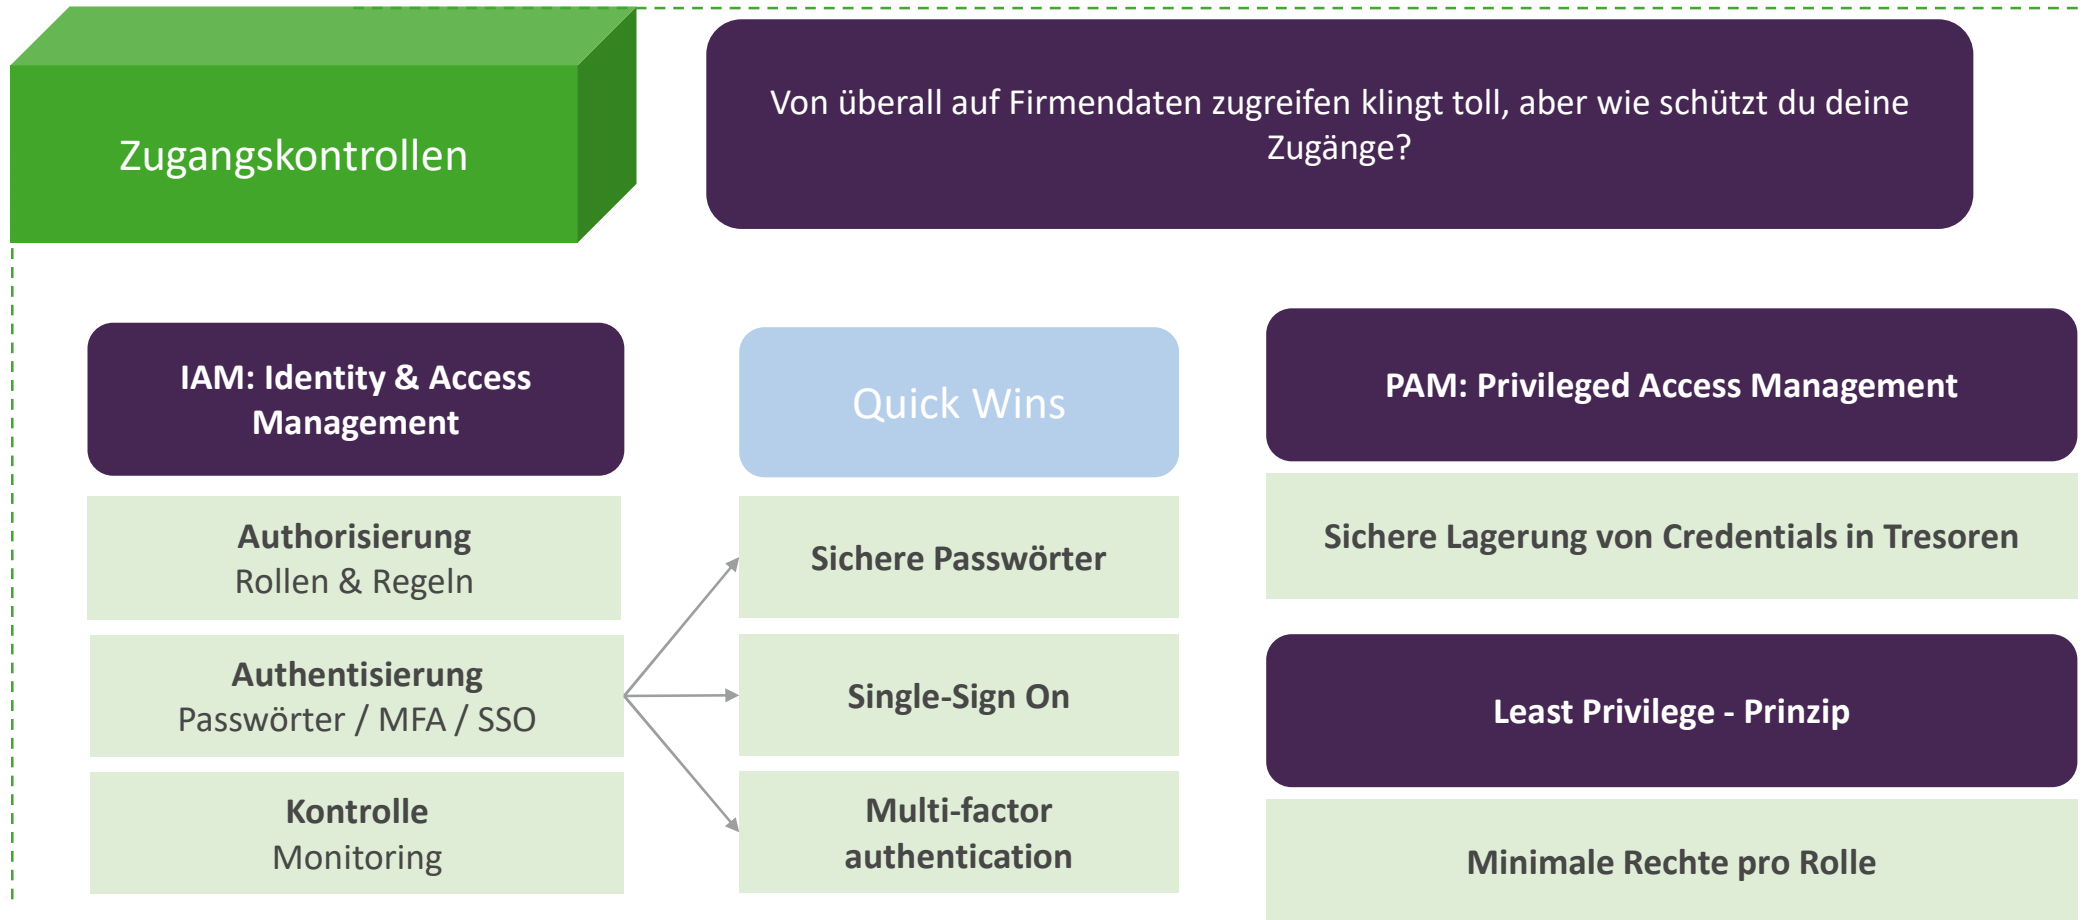 Zugangskontrollen
Von überall auf Firmendaten zugreifen klingt toll, aber wie schützt du deine
Zugänge?
IAM: Identity & Access
Management
Authorisierung
Rollen & Regeln
Authentisierung
Passwörter / MFA / SSO
Kontrolle
Monitoring
Quick Wins
Sichere Passwörter
Single-Sign On
Multi-factor
authentication
PAM: Privileged Access Management
Sichere Lagerung von Credentials in Tresoren
Least Privilege - Prinzip
Minimale Rechte pro Rolle